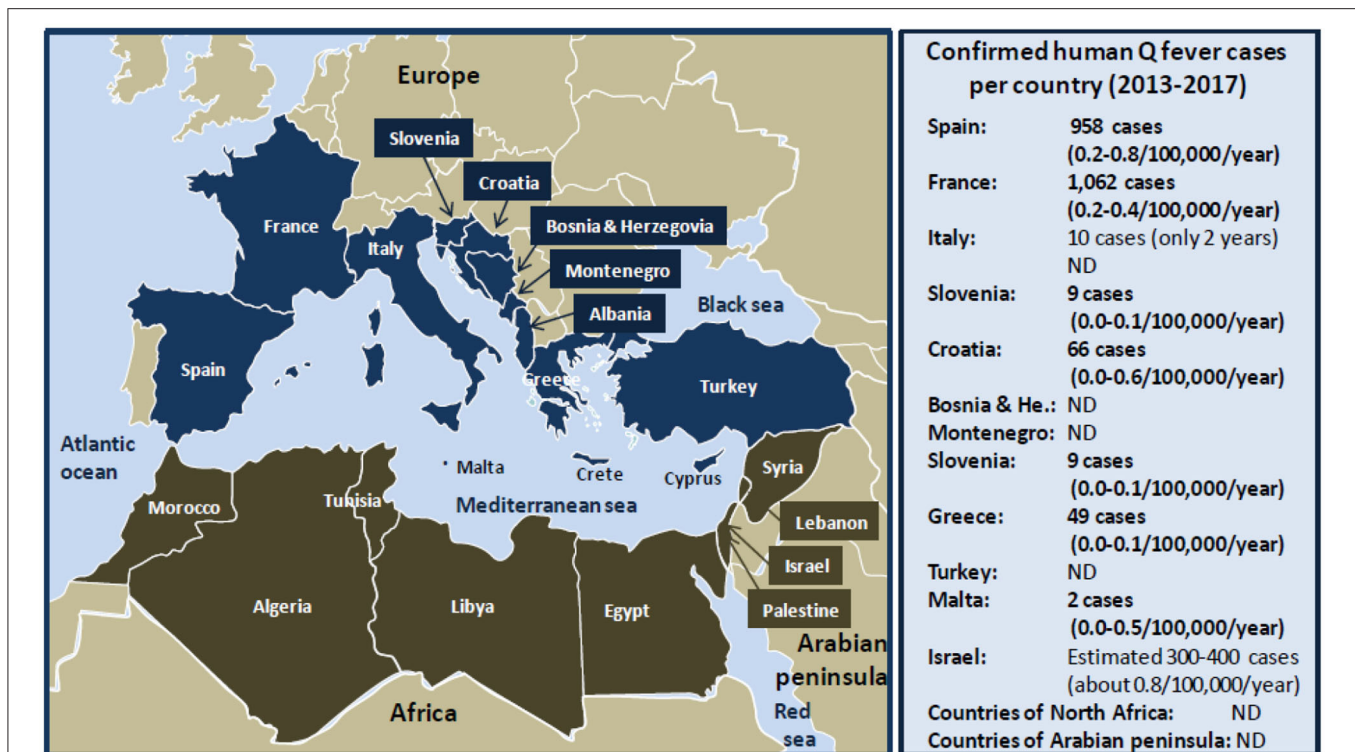 Europe
Slovenia
Croatia
Bosnia & Herzegovia
Montenegro
Albania
France
Italy
Black sea
Spain
Greece
Turkey
Atlantic
ocean
Malta
Crete
Cyprus
Syria
Mediterranean sea
Morocco
Tunisia
Lebanon
Israel
Palestine
Algeria
Libya
Egypt
Arabian
peninsula
Africa
Red
sea
Confirmed human Q fever cases
per country (2013-2017)
Spain: 958 cases
(0.2-0.8/100,000/year)
France: 1,062 cases
(0.2-0.4/100,000/year)
Italy: 10 cases (only 2 years)
ND
Slovenia: 9 cases
(0.0-0.1/100,000/year)
Croatia: 66 cases
(0.0-0.6/100,000/year)
Bosnia & He.: ND
Montenegro: ND
Slovenia: 9 cases
(0.0-0.1/100,000/year)
Greece: 49 cases
(0.0-0.1/100,000/year)
Turkey: ND
Malta: 2 cases
(0.0-0.5/100,000/year)
Israel: Estimated 300-400 cases
(about 0.8/100,000/year)
Countries of North Africa: ND
Countries of Arabian peninsula: ND